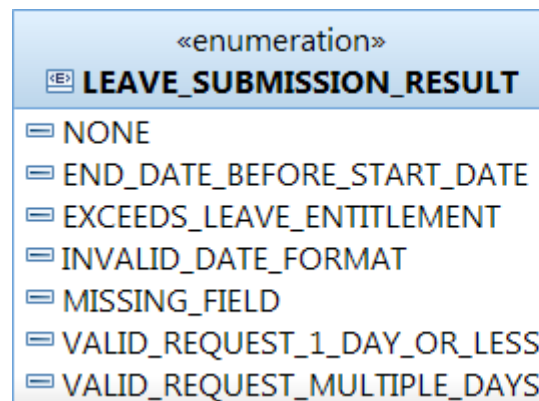 «enumeration»
LEAVE_SUBMISSION_RESULT
NONE
END_DATE_BEFORE_START_DATE
EXCEEDS_LEAVE_ENTITLEMENT
INVALID_DATE_FORMAT
MISSING_FIELD
VALID_REQUEST_1_DAY_OR_LESS
VALID_REQUEST_MULTIPLE_DAYS